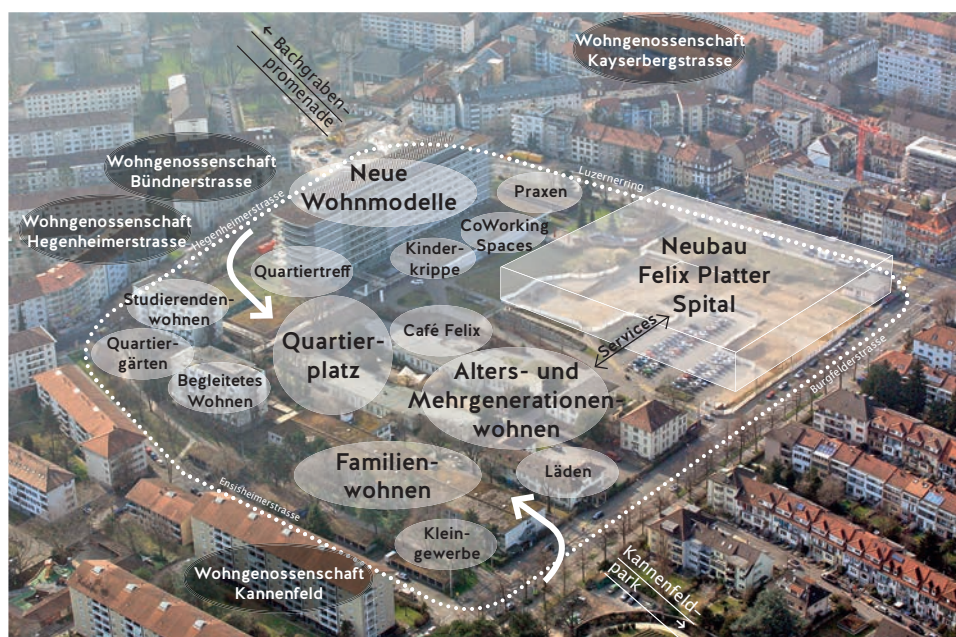 Wohngenossenschaft
Kayserbergstrasse
Bachgraben-
promenade
Wohngenossenschaft
Bündnerstrasse
Wohngenossenschaft
Hegenheimerstrasse
Hegenheimerstrasse
Luzernerring
Neue
Wohnmodelle
Praxen
CoWorking
Spaces
Kinder-
krippe
Quartiertreff
Neubau
Felix Platter
Spital
Studierenden-
wohnen
Quartier-
gärten
Begleitetes
Wohnen
Quartier-
platz
Café Felix
Services
Alters- und
Mehrgenerationen-
wohnen
Burgfelderstrasse
Familien-
wohnen
Läden
Ensisheimerstrasse
Klein-
gewerbe
Wohngenossenschaft
Kannenfeld
Kannenfeld-
park